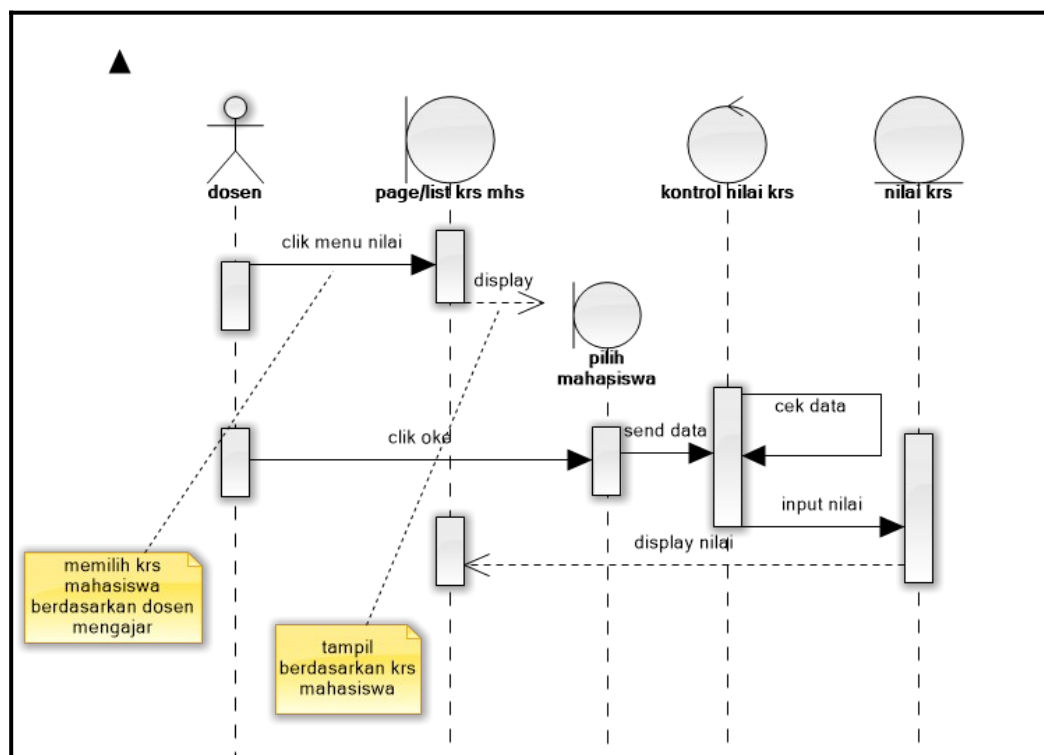 dosen
page/list krs mhs
kontrol nilai krs
nilai krs
clik menu nilai
display
pilih
mahasiswa
cek data
clik oke
send data
input nilai
display nilai
memilih krs
mahasiswa
berdasarkan dosen
mengajar
tampil
berdasarkan krs
mahasiswa